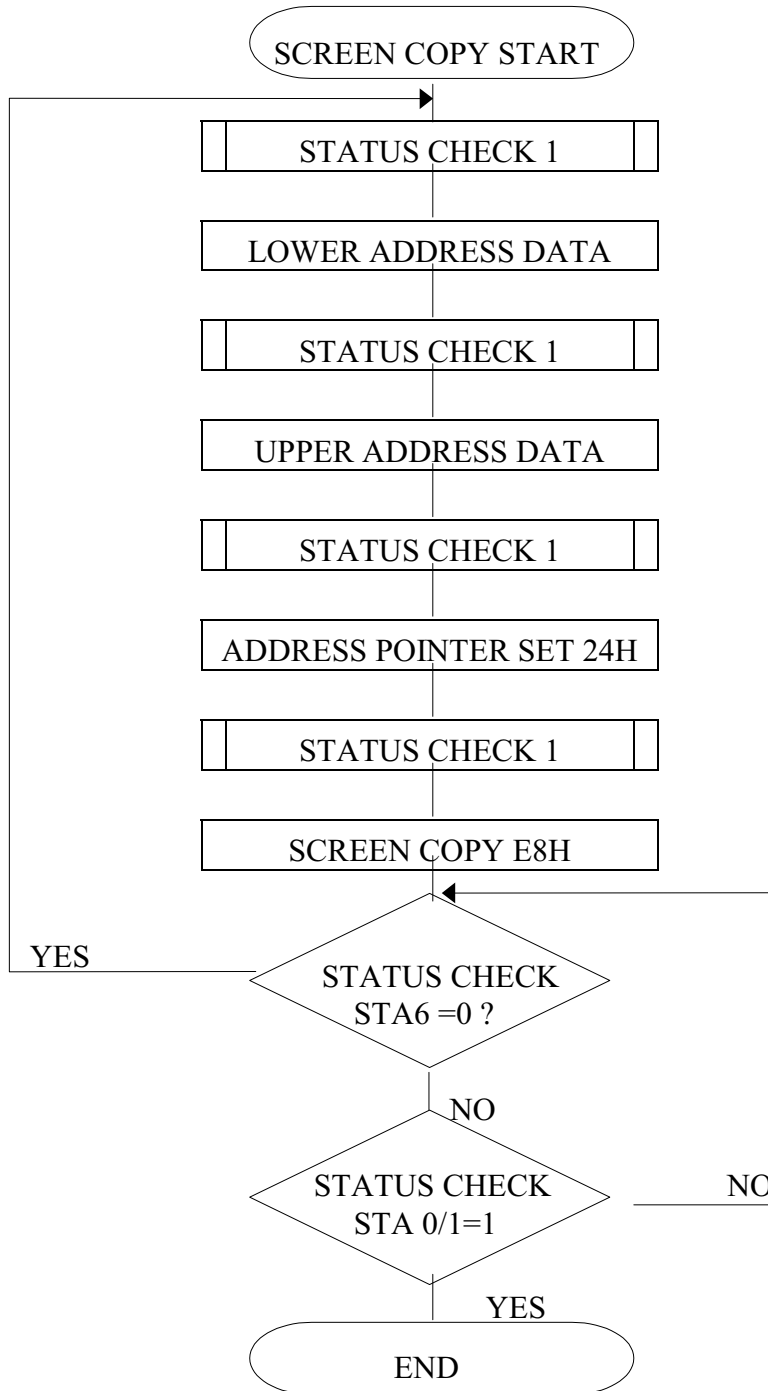 SCREEN COPY START
STATUS CHECK 1
LOWER ADDRESS DATA
STATUS CHECK 1
UPPER ADDRESS DATA
STATUS CHECK 1
ADDRESS POINTER SET 24H
STATUS CHECK 1
SCREEN COPY E8H
YES
STATUS CHECK
STA6 =0 ?
NO
STATUS CHECK
STA 0/1=1
NO
YES
END